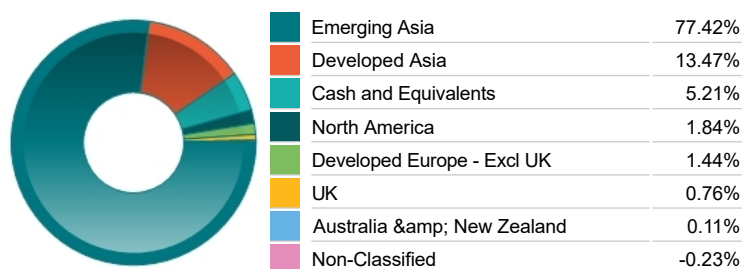 Emerging Asia 77.42%
Developed Asia 13.47%
Cash and Equivalents 5.21%
North America 1.84%
Developed Europe - Excl UK 1.44%
UK 0.76%
Australia &amp; New Zealand 0.11%
Non-Classified -0.23%